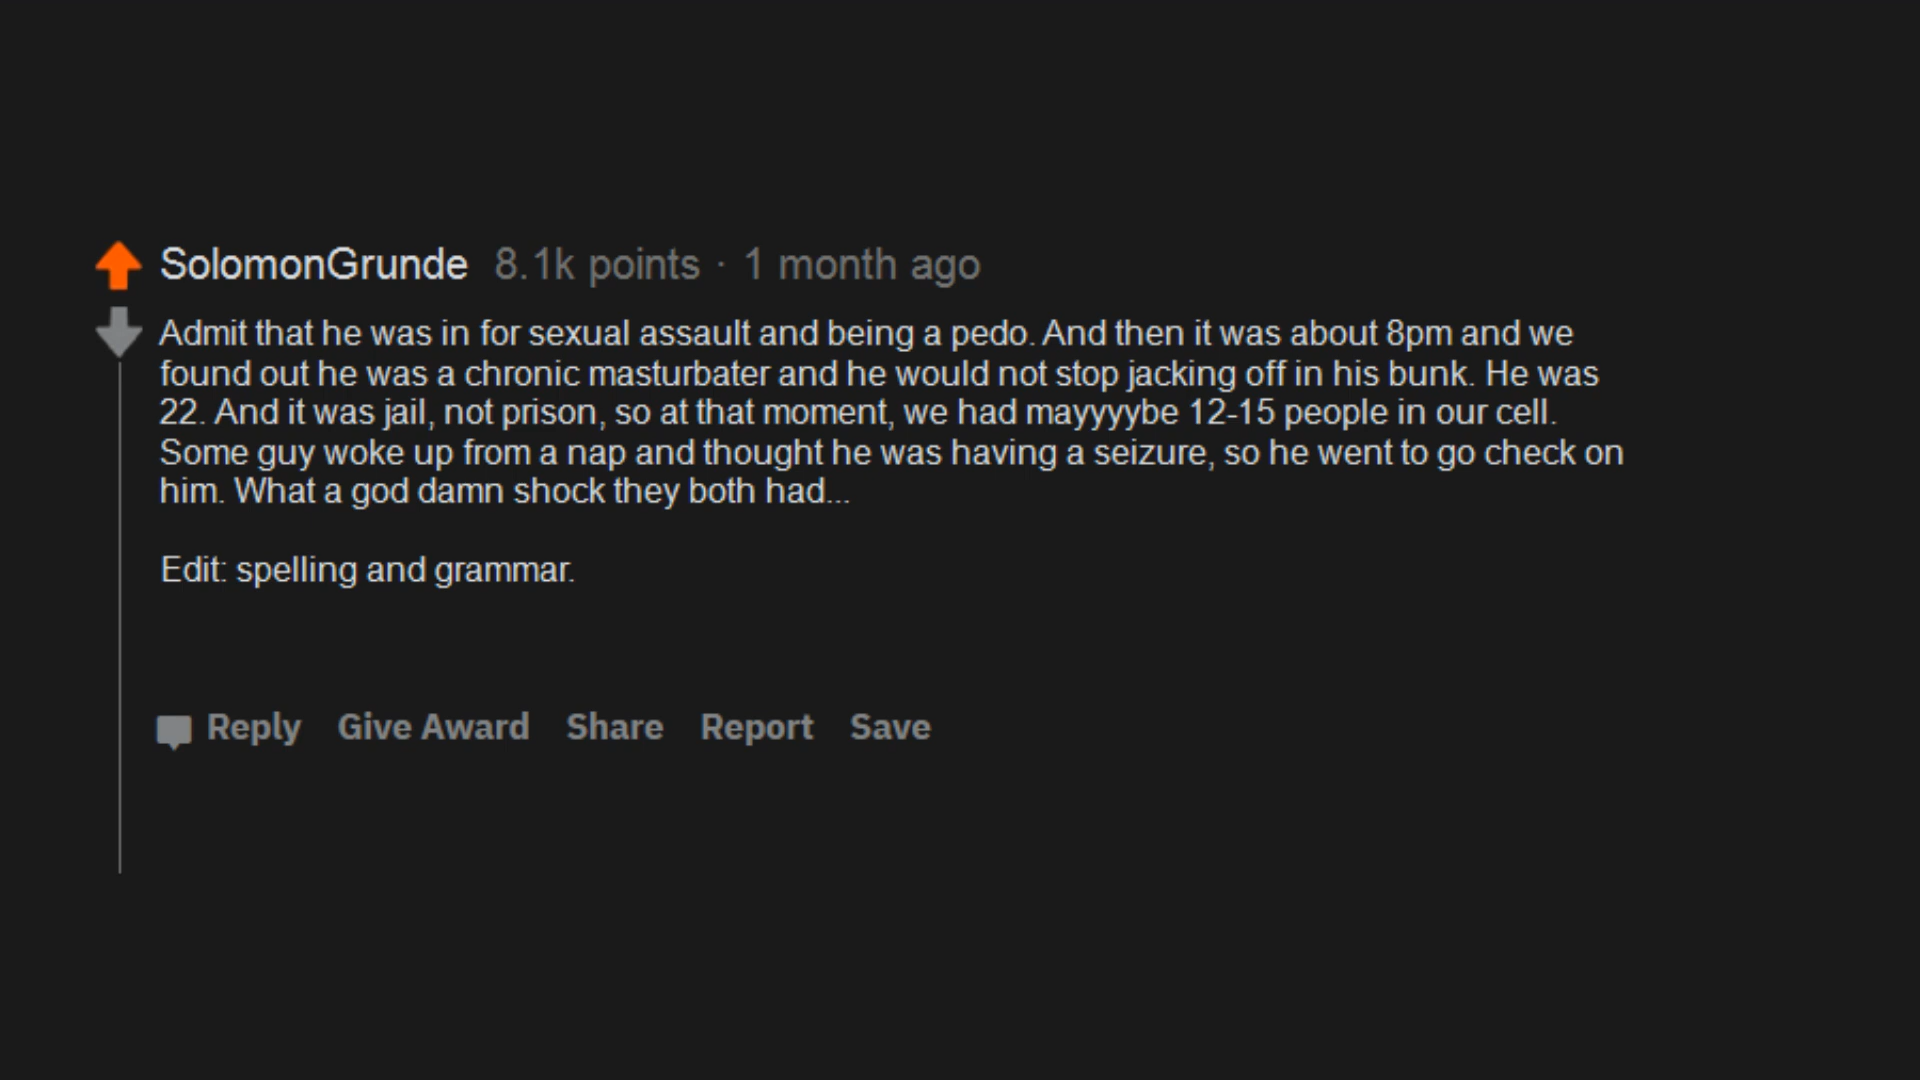 SolomonGrunde 8.1k points · 1 month ago
Admit that he was in for sexual assault and being a pedo. And then it was about 8pm and we
found out he was a chronic masturbater and he would not stop jacking off in his bunk. He was
22. And it was jail, not prison, so at that moment, we had mayyyybe 12-15 people in our cell.
Some guy woke up from a nap and thought he was having a seizure, so he went to go check on
him. What a god damn shock they both had...
Edit: spelling and grammar.
Reply Give Award Share Report Save